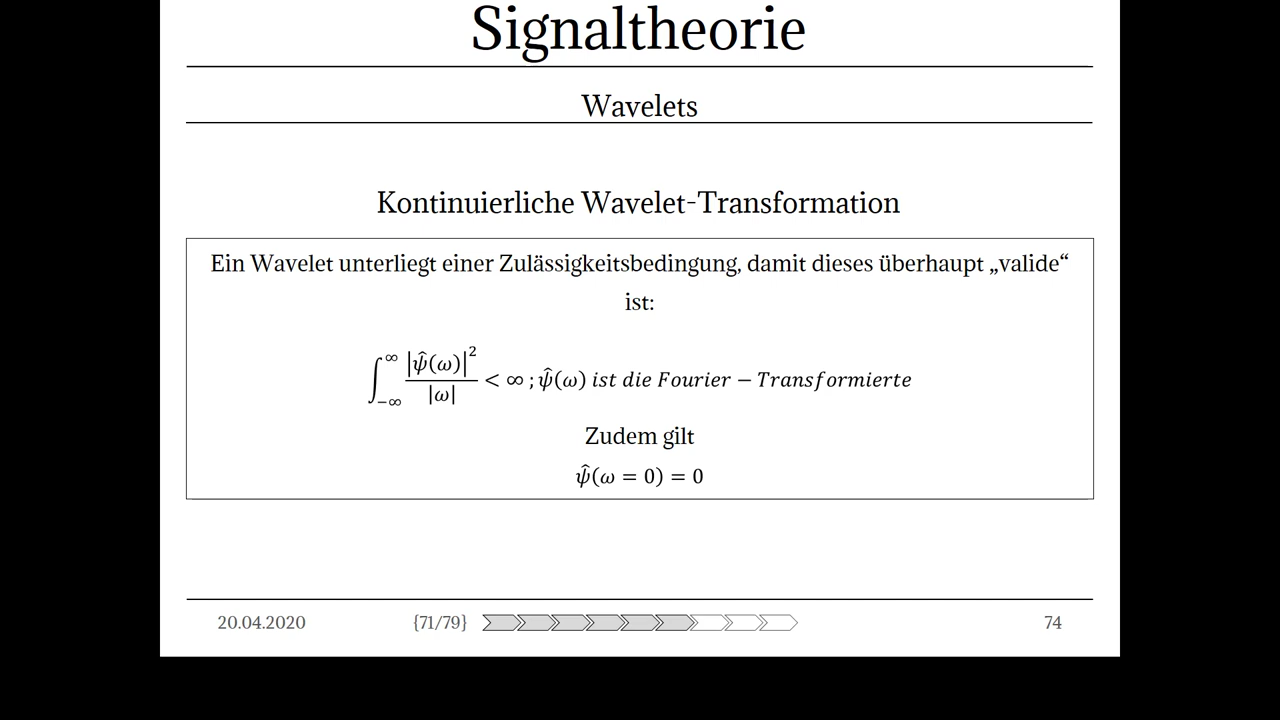 Signaltheorie
Wavelets
Kontinuierliche Wavelet-Transformation
Ein Wavelet unterliegt einer Zulässigkeitsbedingung, damit dieses überhaupt „valide“
ist:
∫_{-∞}^{∞} |ψ̂(ω)|² / |ω| < ∞ ; ψ̂(ω) ist die Fourier − Transformierte
Zudem gilt
ψ̂(ω = 0) = 0
20.04.2020 {71/79} 74